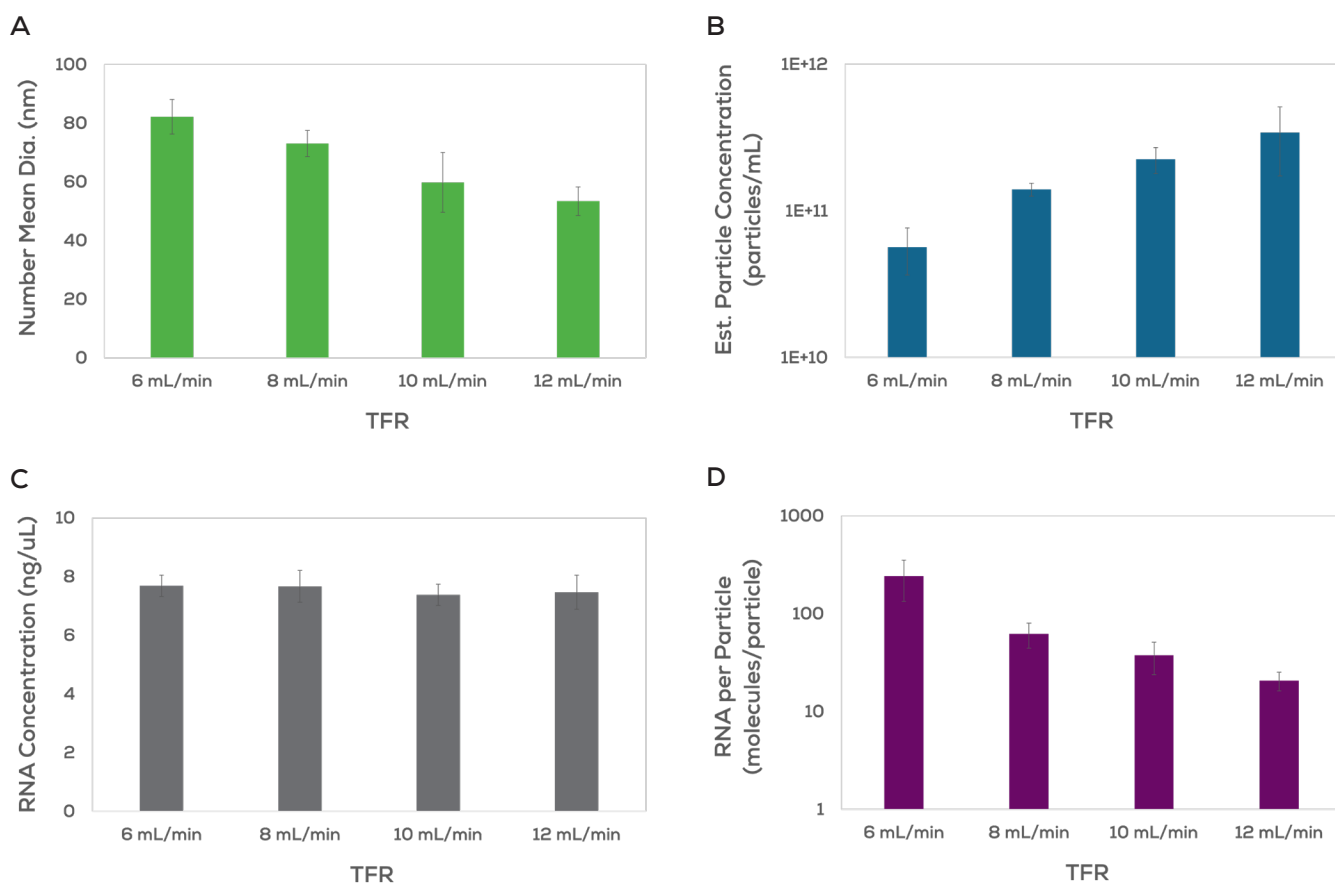 A
Number Mean Dia. (nm)
100
80
60
40
20
0
6 mL/min
8 mL/min
10 mL/min
12 mL/min
TFR
B
Est. Particle Concentration
(particles/mL)
1E+12
1E+11
1E+10
6 mL/min
8 mL/min
10 mL/min
12 mL/min
TFR
C
RNA Concentration (ng/uL)
10
8
6
4
2
0
6 mL/min
8 mL/min
10 mL/min
12 mL/min
TFR
D
RNA per Particle
(molecules/particle)
1000
100
10
1
6 mL/min
8 mL/min
10 mL/min
12 mL/min
TFR